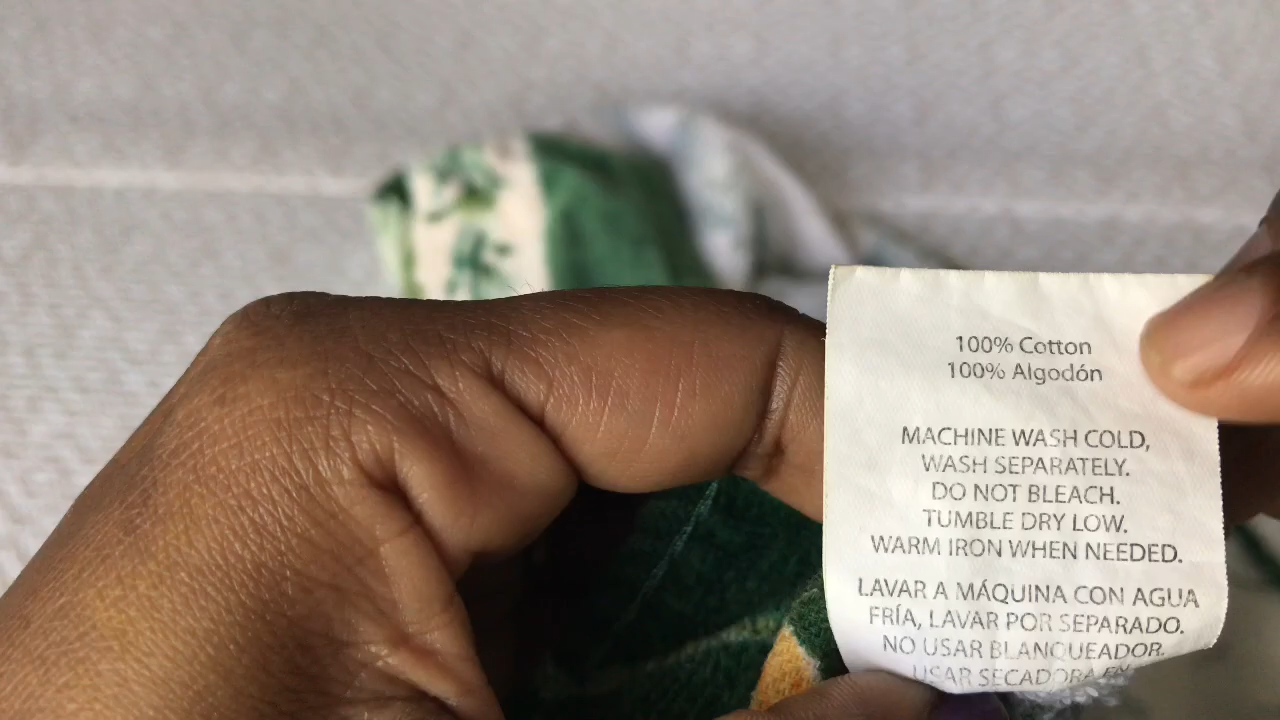 100% Cotton
100% Algodón
MACHINE WASH COLD,
WASH SEPARATELY.
DO NOT BLEACH.
TUMBLE DRY LOW.
WARM IRON WHEN NEEDED.
LAVAR A MÁQUINA CON AGUA
FRÍA, LAVAR POR SEPARADO.
NO USAR BLANQUEADOR.
USAR SECADORA EN